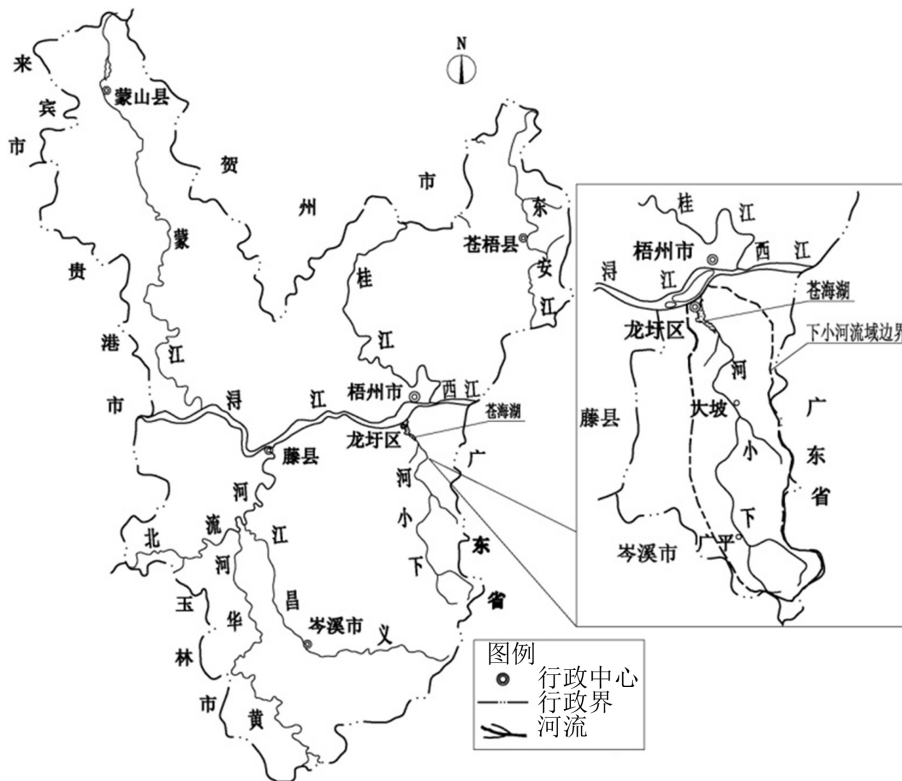 N
来宾市
蒙山县
贺州市
东安江
苍梧县
贵港市
蒙江
桂江
梧州市
西江
浔江
苍海湖
龙圩区
藤县
广东省
下小河
北流河
义昌江
岑溪市
玉林市
黄华河
桂江
梧州市
西江
浔江
苍海湖
龙圩区
下小河流域边界
大坡
藤县
广东省
下小河
广平
岑溪市
图例
行政中心
行政界
河流